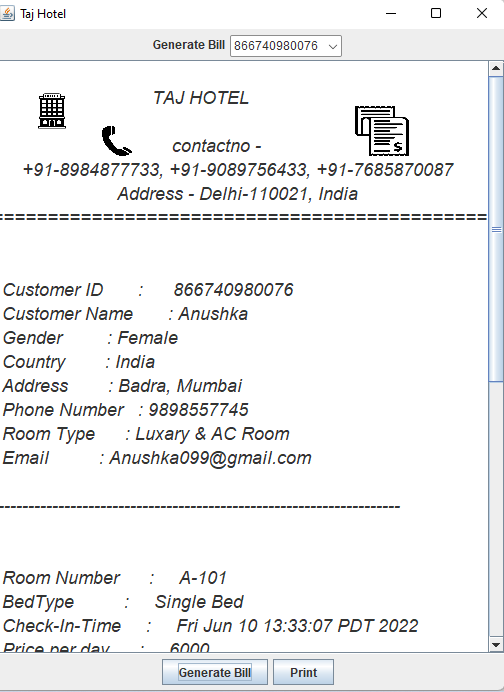 Taj Hotel
Generate Bill 866740980076
TAJ HOTEL
contactno -
+91-8984877733, +91-9089756433, +91-7685870087
Address - Delhi-110021, India
===============================================
Customer ID : 866740980076
Customer Name : Anushka
Gender : Female
Country : India
Address : Badra, Mumbai
Phone Number : 9898557745
Room Type : Luxary & AC Room
Email : Anushka099@gmail.com
--------------------------------------------------------------------
Room Number : A-101
BedType : Single Bed
Check-In-Time : Fri Jun 10 13:33:07 PDT 2022
Price per day : 6000
Generate Bill Print